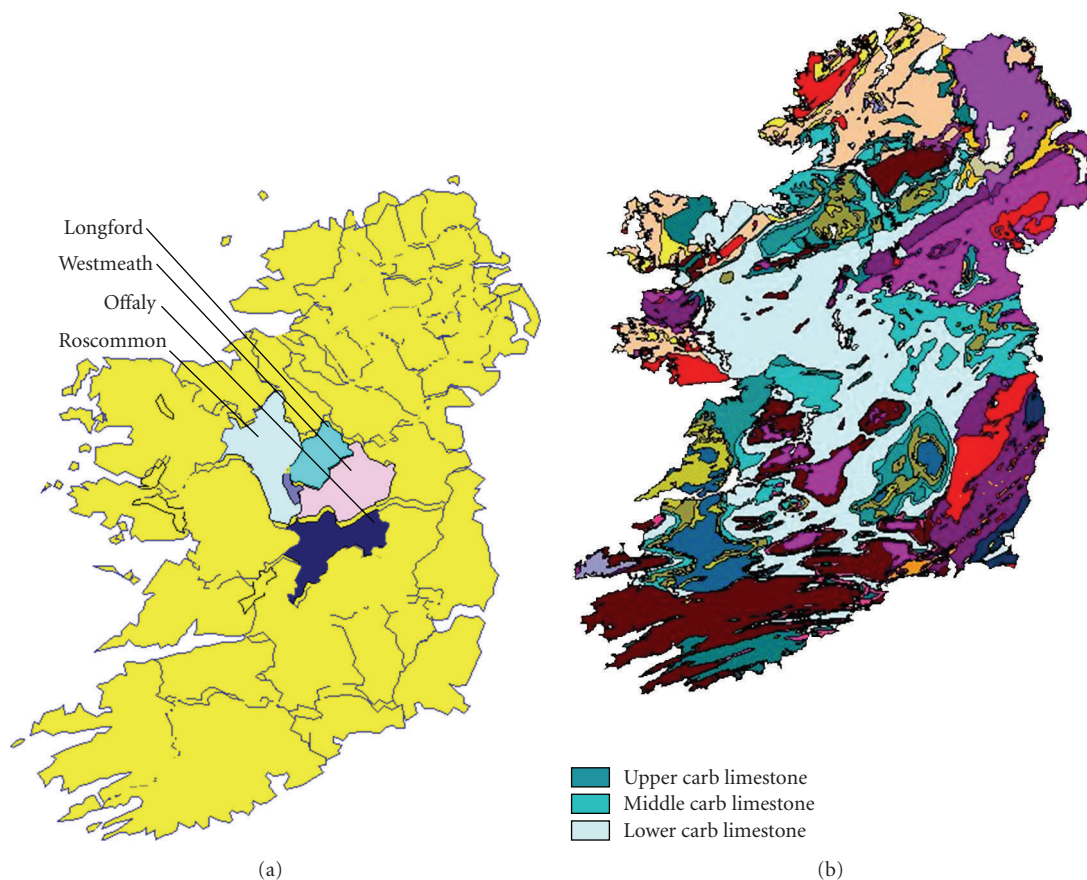 Longford
Westmeath
Offaly
Roscommon
Upper carb limestone
Middle carb limestone
Lower carb limestone
(a)
(b)